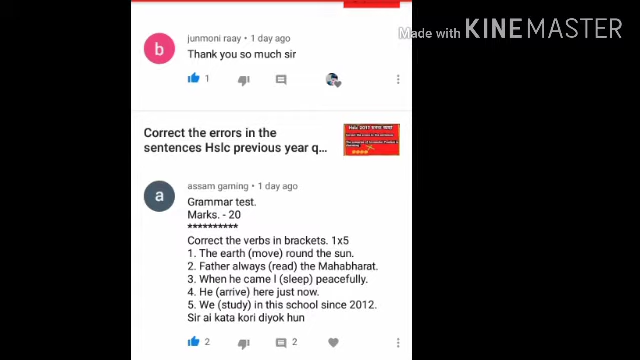 Made with KINEMASTER
junmoni raay • 1 day ago
Thank you so much sir
1
Correct the errors in the
sentences Hslc previous year q...
assam gaming • 1 day ago
Grammar test.
Marks. - 20
**********
Correct the verbs in brackets. 1x5
1. The earth (move) round the sun.
2. Father always (read) the Mahabharat.
3. When he came I (sleep) peacefully.
4. He (arrive) here just now.
5. We (study) in this school since 2012.
Sir ai kata kori diyok hun
2
2